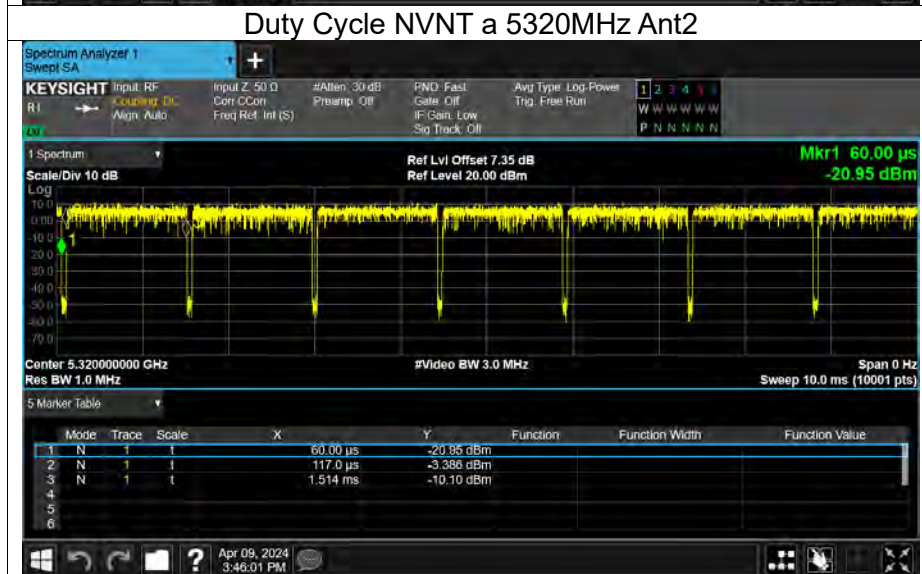 Duty Cycle NVNT a 5320MHz Ant2
Spectrum Analyzer 1
Swept SA
+
KEYSIGHT Input: RF Input Z: 50 Ω #Atten: 30 dB PNO: Fast Avg Type: Log-Power 1 2 3 4 5 6
RL Coupling: DC Corr CCorr Preamp: Off Gate: Off Trig: Free Run W W W W W W
Align: Auto Freq Ref: Int (S) IF Gain: Low
Sig Track: Off P N N N N N
1 Spectrum Ref Lvl Offset 7.35 dB Mkr1 60.00 µs
Scale/Div 10 dB Ref Level 20.00 dBm -20.95 dBm
Log
10.0
0.00
-10.0
-20.0
-30.0
-40.0
-50.0
-60.0
-70.0
1
Center 5.320000000 GHz #Video BW 3.0 MHz Span 0 Hz
Res BW 1.0 MHz Sweep 10.0 ms (10001 pts)
5 Marker Table
Mode Trace Scale X Y Function Function Width Function Value
1 N 1 t 60.00 µs -20.95 dBm
2 N 1 t 117.0 µs -3.386 dBm
3 N 1 t 1.514 ms -10.10 dBm
4
5
6
? Apr 09, 2024
3:46:01 PM